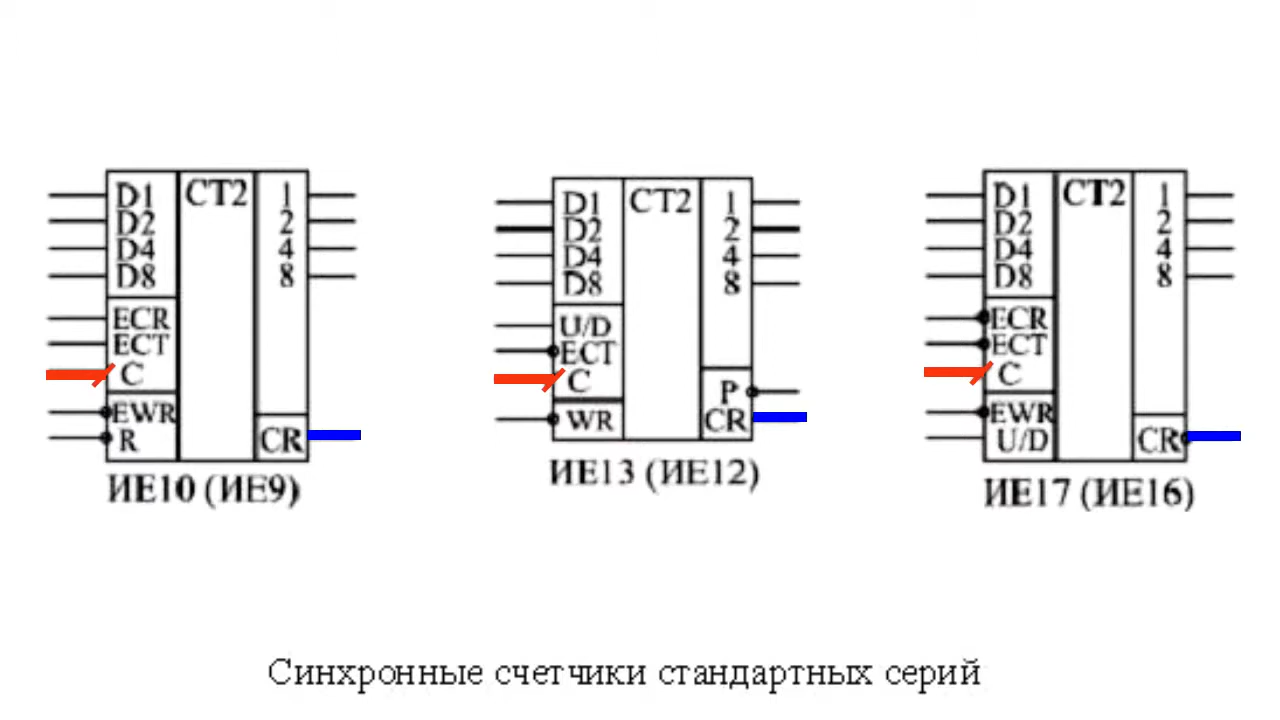 D1 CT2 1
D2 2
D4 4
D8 8
ECR
ECT
C
EWR
R CR
ИЕ10 (ИЕ9)
D1 CT2 1
D2 2
D4 4
D8 8
U/D
ECT
C P
WR CR
ИЕ13 (ИЕ12)
D1 CT2 1
D2 2
D4 4
D8 8
ECR
ECT
C
EWR
U/D CR
ИЕ17 (ИЕ16)
Синхронные счетчики стандартных серий